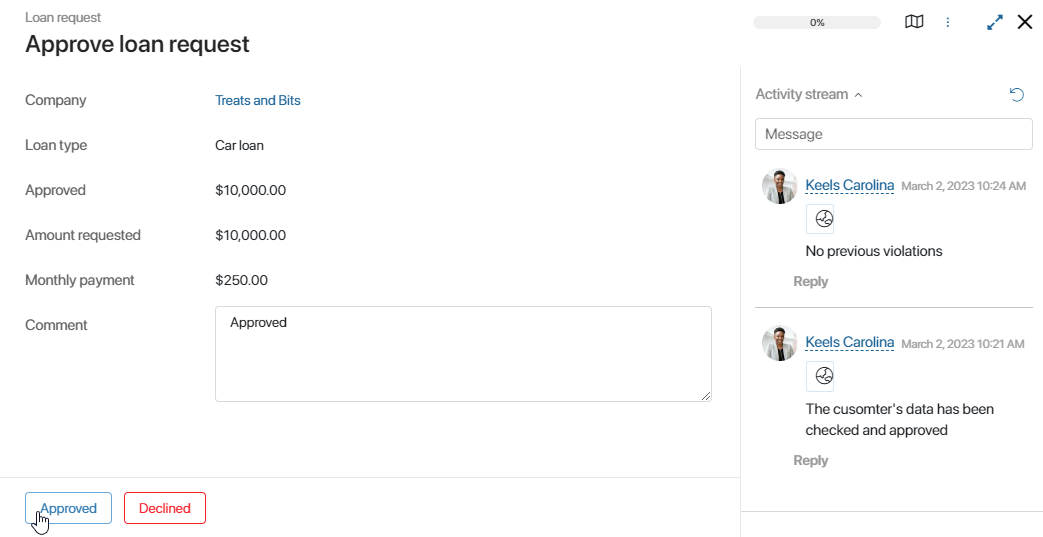 Loan request
Approve loan request
0%
Company Treats and Bits
Loan type Car loan
Approved $10,000.00
Amount requested $10,000.00
Monthly payment $250.00
Comment Approved
Approved Declined
Activity stream
Message
Keels Carolina March 2, 2023 10:24 AM
No previous violations
Reply
Keels Carolina March 2, 2023 10:21 AM
The cusomter's data has been
checked and approved
Reply